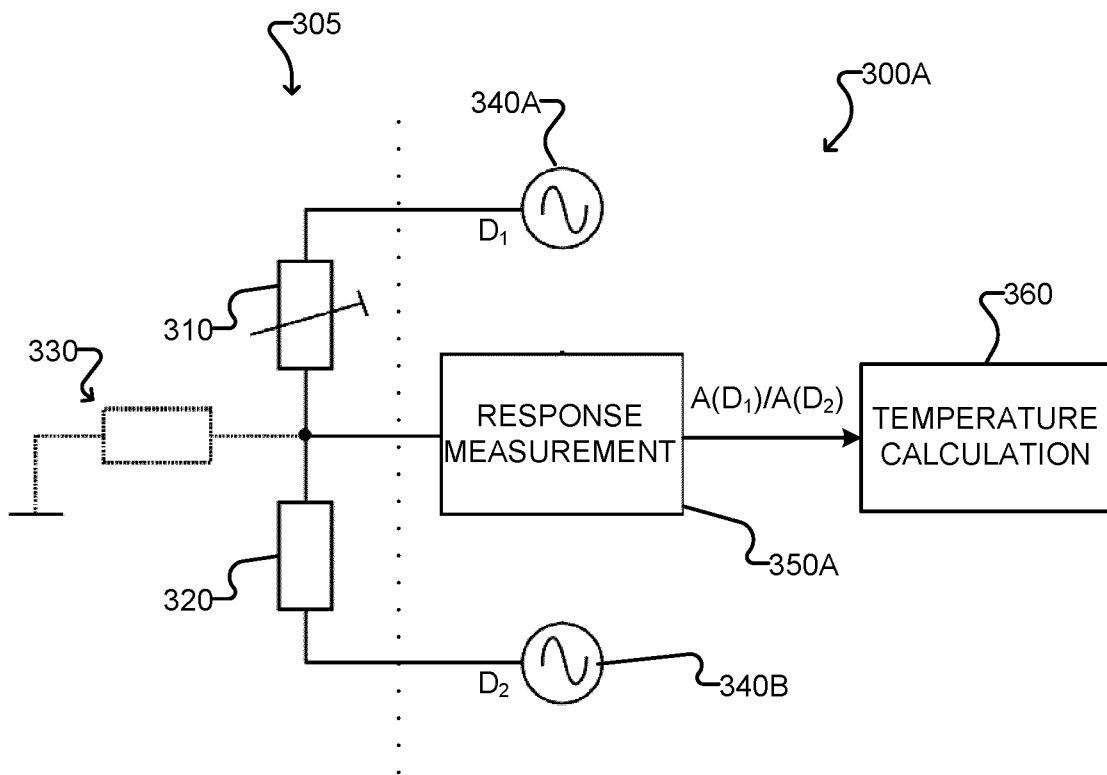 305
300A
340A
D₁
310
360
330
A(D₁)/A(D₂)
RESPONSE
MEASUREMENT
TEMPERATURE
CALCULATION
350A
320
D₂
340B